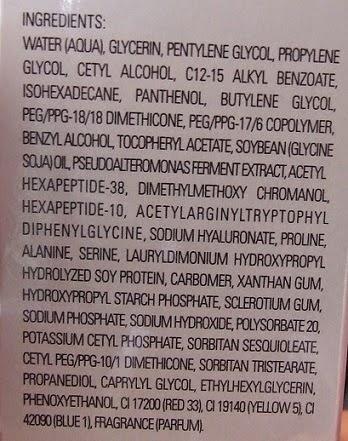 INGREDIENTS:
WATER (AQUA), GLYCERIN, PENTYLENE GLYCOL, PROPYLENE
GLYCOL, CETYL ALCOHOL, C12-15 ALKYL BENZOATE,
ISOHEXADECANE, PANTHENOL, BUTYLENE GLYCOL,
PEG/PPG-18/18 DIMETHICONE, PEG/PPG-17/6 COPOLYMER,
BENZYL ALCOHOL, TOCOPHERYL ACETATE, SOYBEAN (GLYCINE
SOJA) OIL, PSEUDOALTEROMONAS FERMENT EXTRACT, ACETYL
HEXAPEPTIDE-38, DIMETHYLMETHOXY CHROMANOL,
HEXAPEPTIDE-10, ACETYLARGINYLTRYPTOPHYL
DIPHENYLGLYCINE, SODIUM HYALURONATE, PROLINE,
ALANINE, SERINE, LAURYLDIMONIUM HYDROXYPROPYL
HYDROLYZED SOY PROTEIN, CARBOMER, XANTHAN GUM,
HYDROXYPROPYL STARCH PHOSPHATE, SCLEROTIUM GUM,
SODIUM PHOSPHATE, SODIUM HYDROXIDE, POLYSORBATE 20,
POTASSIUM CETYL PHOSPHATE, SORBITAN SESQUIOLEATE,
CETYL PEG/PPG-10/1 DIMETHICONE, SORBITAN TRISTEARATE,
PROPANEDIOL, CAPRYLYL GLYCOL, ETHYLHEXYLGLYCERIN,
PHENOXYETHANOL, CI 17200 (RED 33), CI 19140 (YELLOW 5), CI
42090 (BLUE 1), FRAGRANCE (PARFUM).